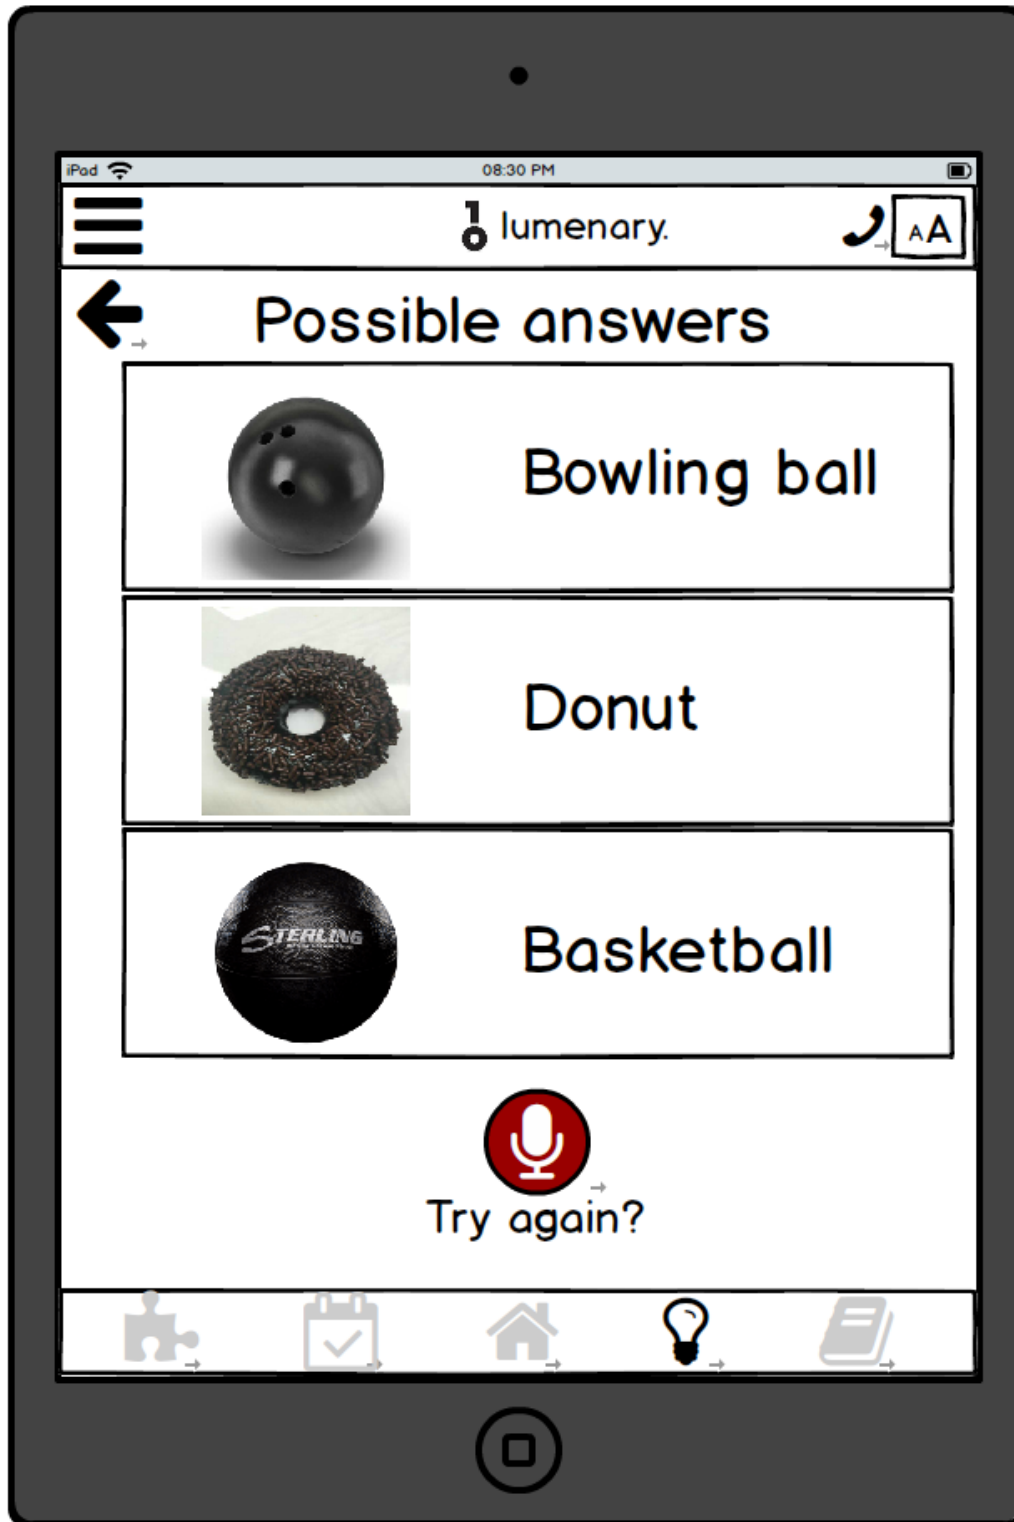 iPad
08:30 PM
lumenary.
AA
Possible answers
Bowling ball
Donut
STERLING
Basketball
Try again?